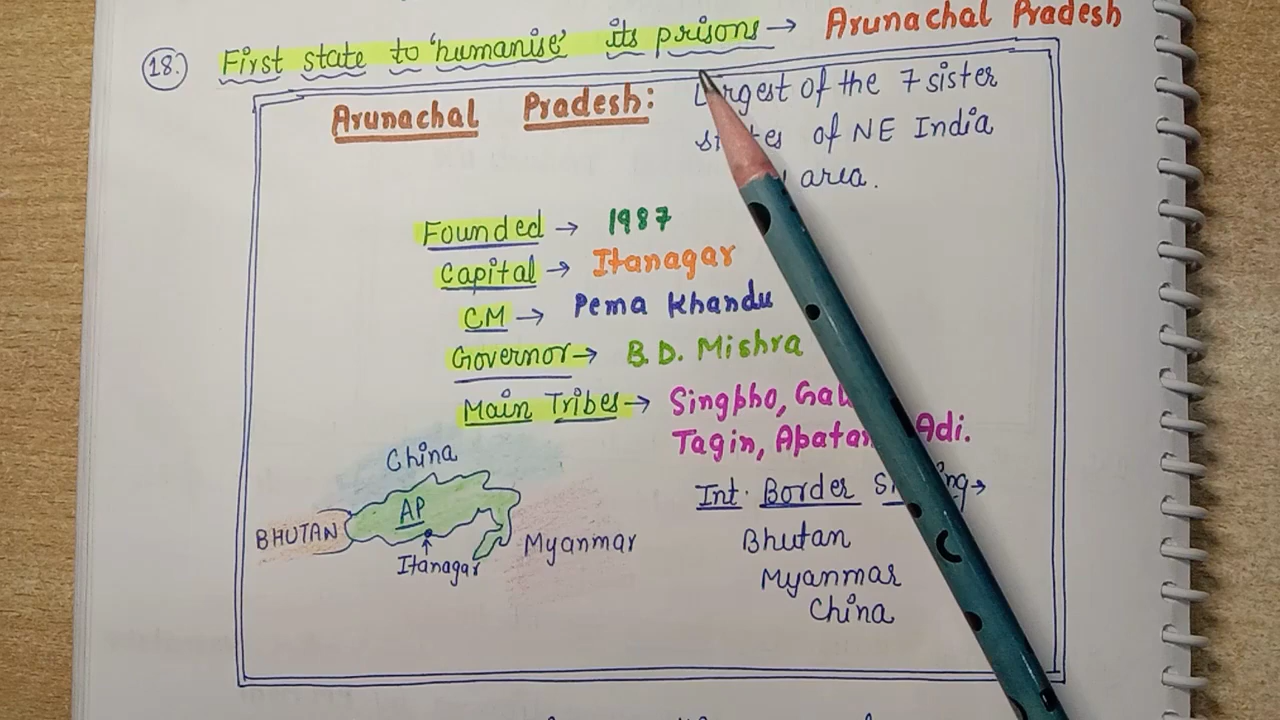 18. First state to 'humanise' its prisons → Arunachal Pradesh
Arunachal Pradesh:
Largest of the 7 sister
states of NE India
area.
Founded → 1987
Capital → Itanagar
CM → Pema Khandu
Governor → B.D. Mishra
Main Tribes → Singpho,
Tagin, Adi.
China
AP
BHUTAN
Itanagar
Myanmar
Int. Border →
Bhutan
Myanmar
China